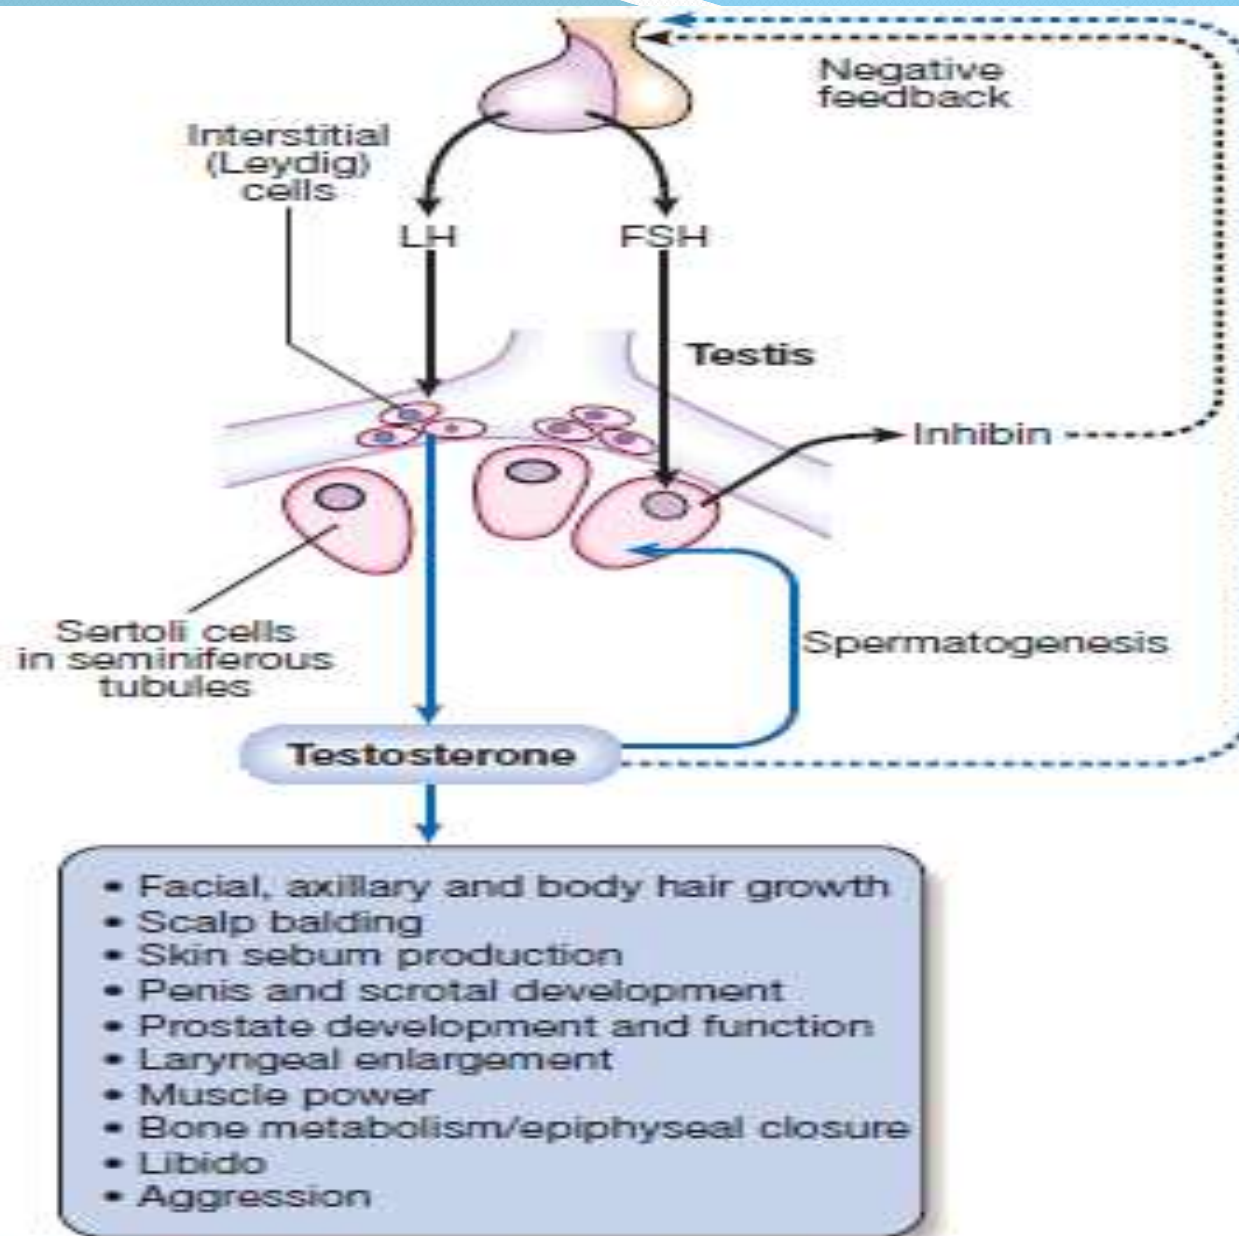 Negative
feedback
Interstitial
(Leydig)
cells
LH
FSH
Testis
Inhibin
Sertoli cells
in seminiferous
tubules
Spermatogenesis
Testosterone
• Facial, axillary and body hair growth
• Scalp balding
• Skin sebum production
• Penis and scrotal development
• Prostate development and function
• Laryngeal enlargement
• Muscle power
• Bone metabolism/epiphyseal closure
• Libido
• Aggression